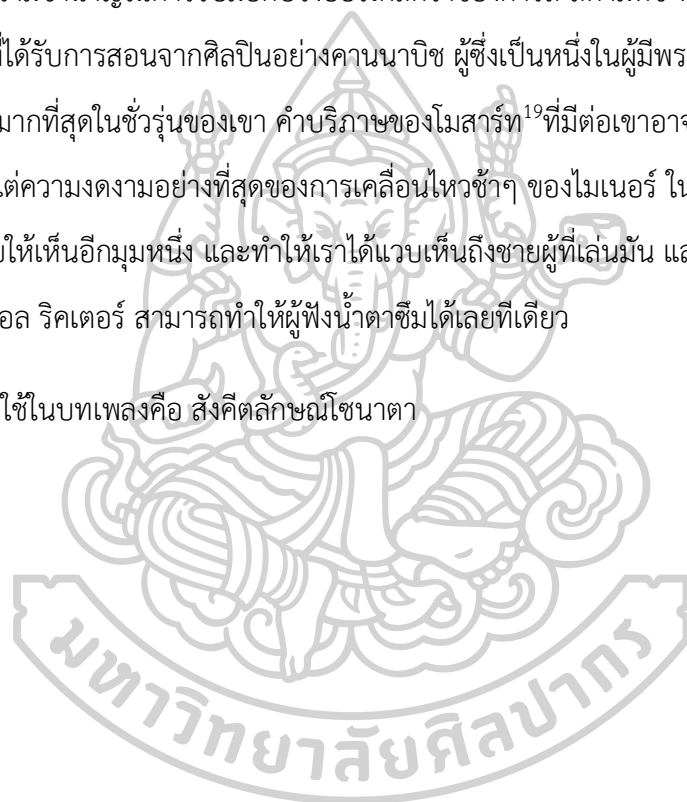 ที่ได้รับการสอนจากศิลปินอย่างคานนาบิช ผู้ซึ่งเป็นหนึ่งในผู้มีพร
มากที่สุดในชั่วรุ่นของเขา คำบริภาษของโมสาร์ท19ที่มีต่อเขาอาจ
แต่ความงดงามอย่างที่สุดของการเคลื่อนไหวช้าๆ ของไมเนอร์ ใน
ให้เห็นอีกมุมหนึ่ง และทำให้เราได้แวบเห็นถึงชายผู้ที่เล่นมัน แล
อล ริคเตอร์ สามารถทำให้ผู้ฟังน้ำตาซึมได้เลยทีเดียว
ใช้ในบทเพลงคือ สังคีตลักษณ์โซนาตา
มหาวิทยาลัยศิลปากร